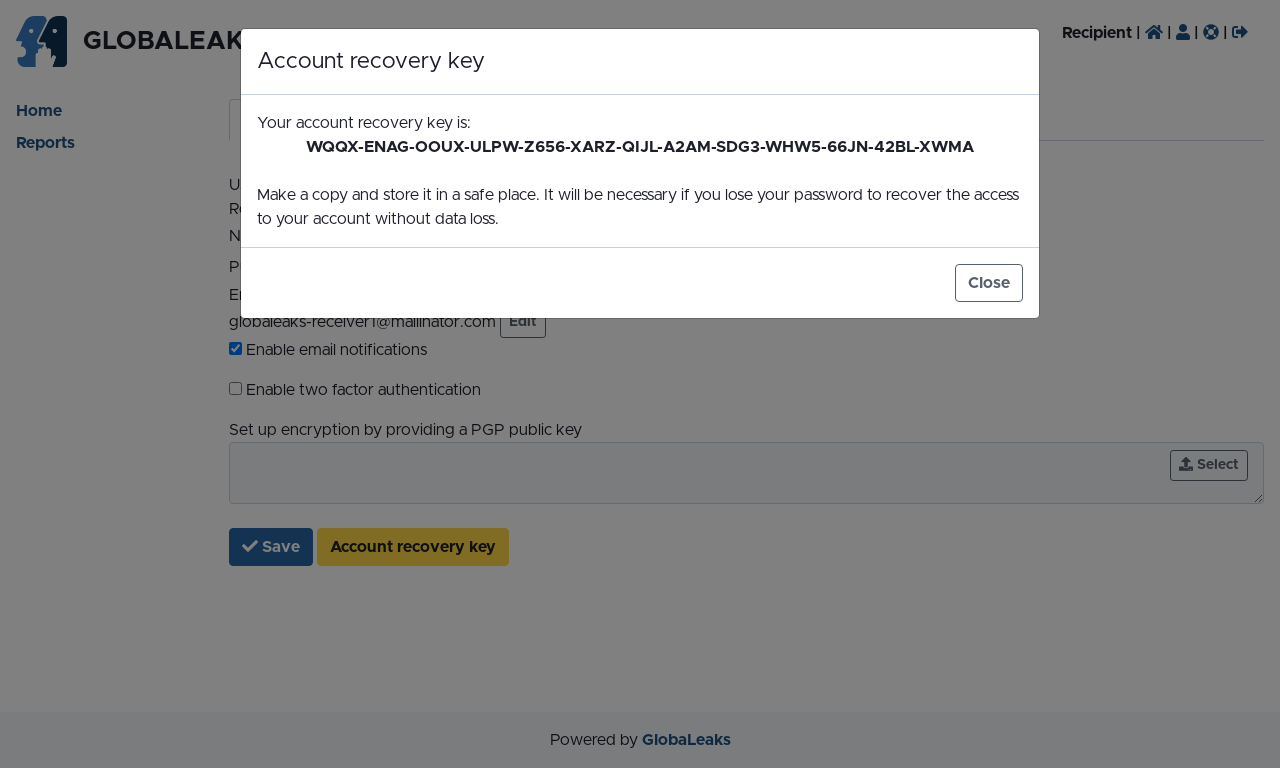 GLOBALEAK
Recipient | | | |
Account recovery key
Home
Reports
Your account recovery key is:
WQQX-ENAG-OOUX-ULPW-Z656-XARZ-QIJL-A2AM-SDG3-WHW5-66JN-42BL-XWMA
Make a copy and store it in a safe place. It will be necessary if you lose your password to recover the access
to your account without data loss.
Close
globaleaks-receiver1@mailinator.com Edit
Enable email notifications
Enable two factor authentication
Set up encryption by providing a PGP public key
Select
Save Account recovery key
Powered by GlobaLeaks